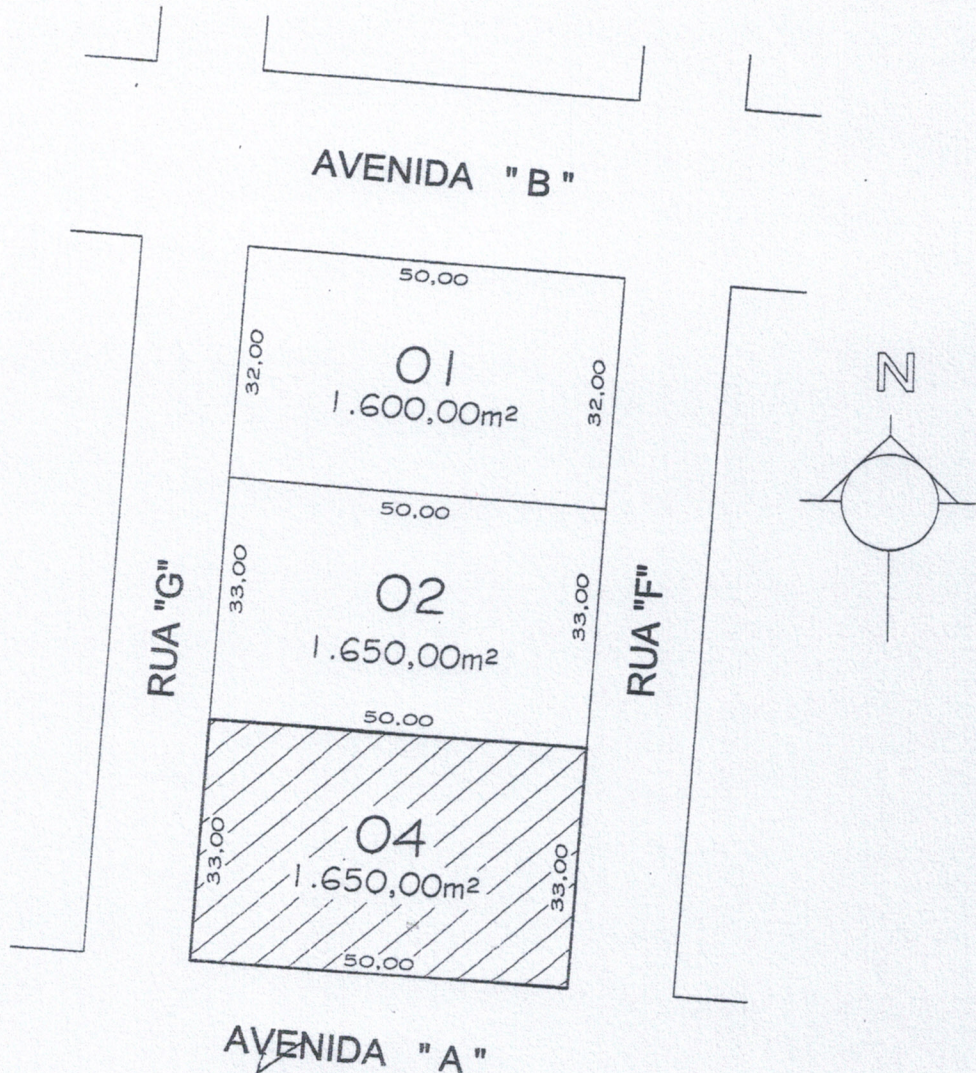 AVENIDA "B"
50,00
32,00
01
1.600,00m²
32,00
N
50,00
33,00
02
1.650,00m²
33,00
RUA "G"
RUA "F"
50.00
33,00
04
1.650,00m²
33,00
50,00
AVENIDA "A"